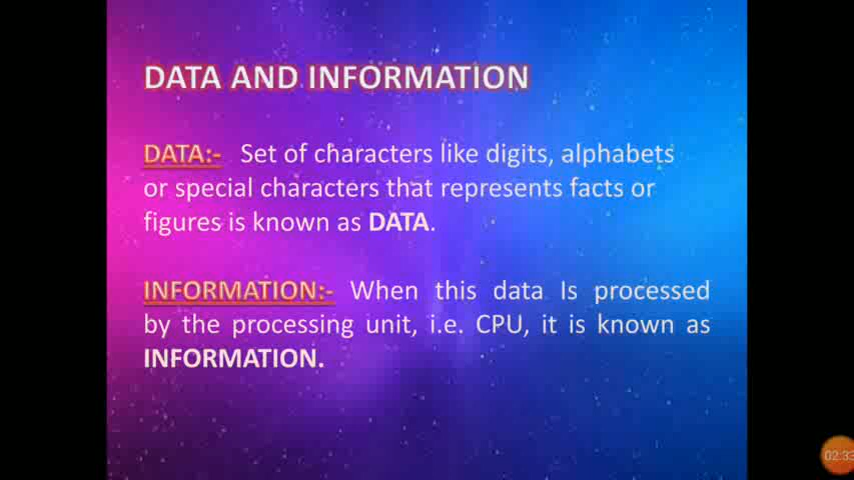 DATA AND INFORMATION
DATA:- Set of characters like digits, alphabets
or special characters that represents facts or
figures is known as DATA.
INFORMATION:- When this data Is processed
by the processing unit, i.e. CPU, it is known as
INFORMATION.
02:33